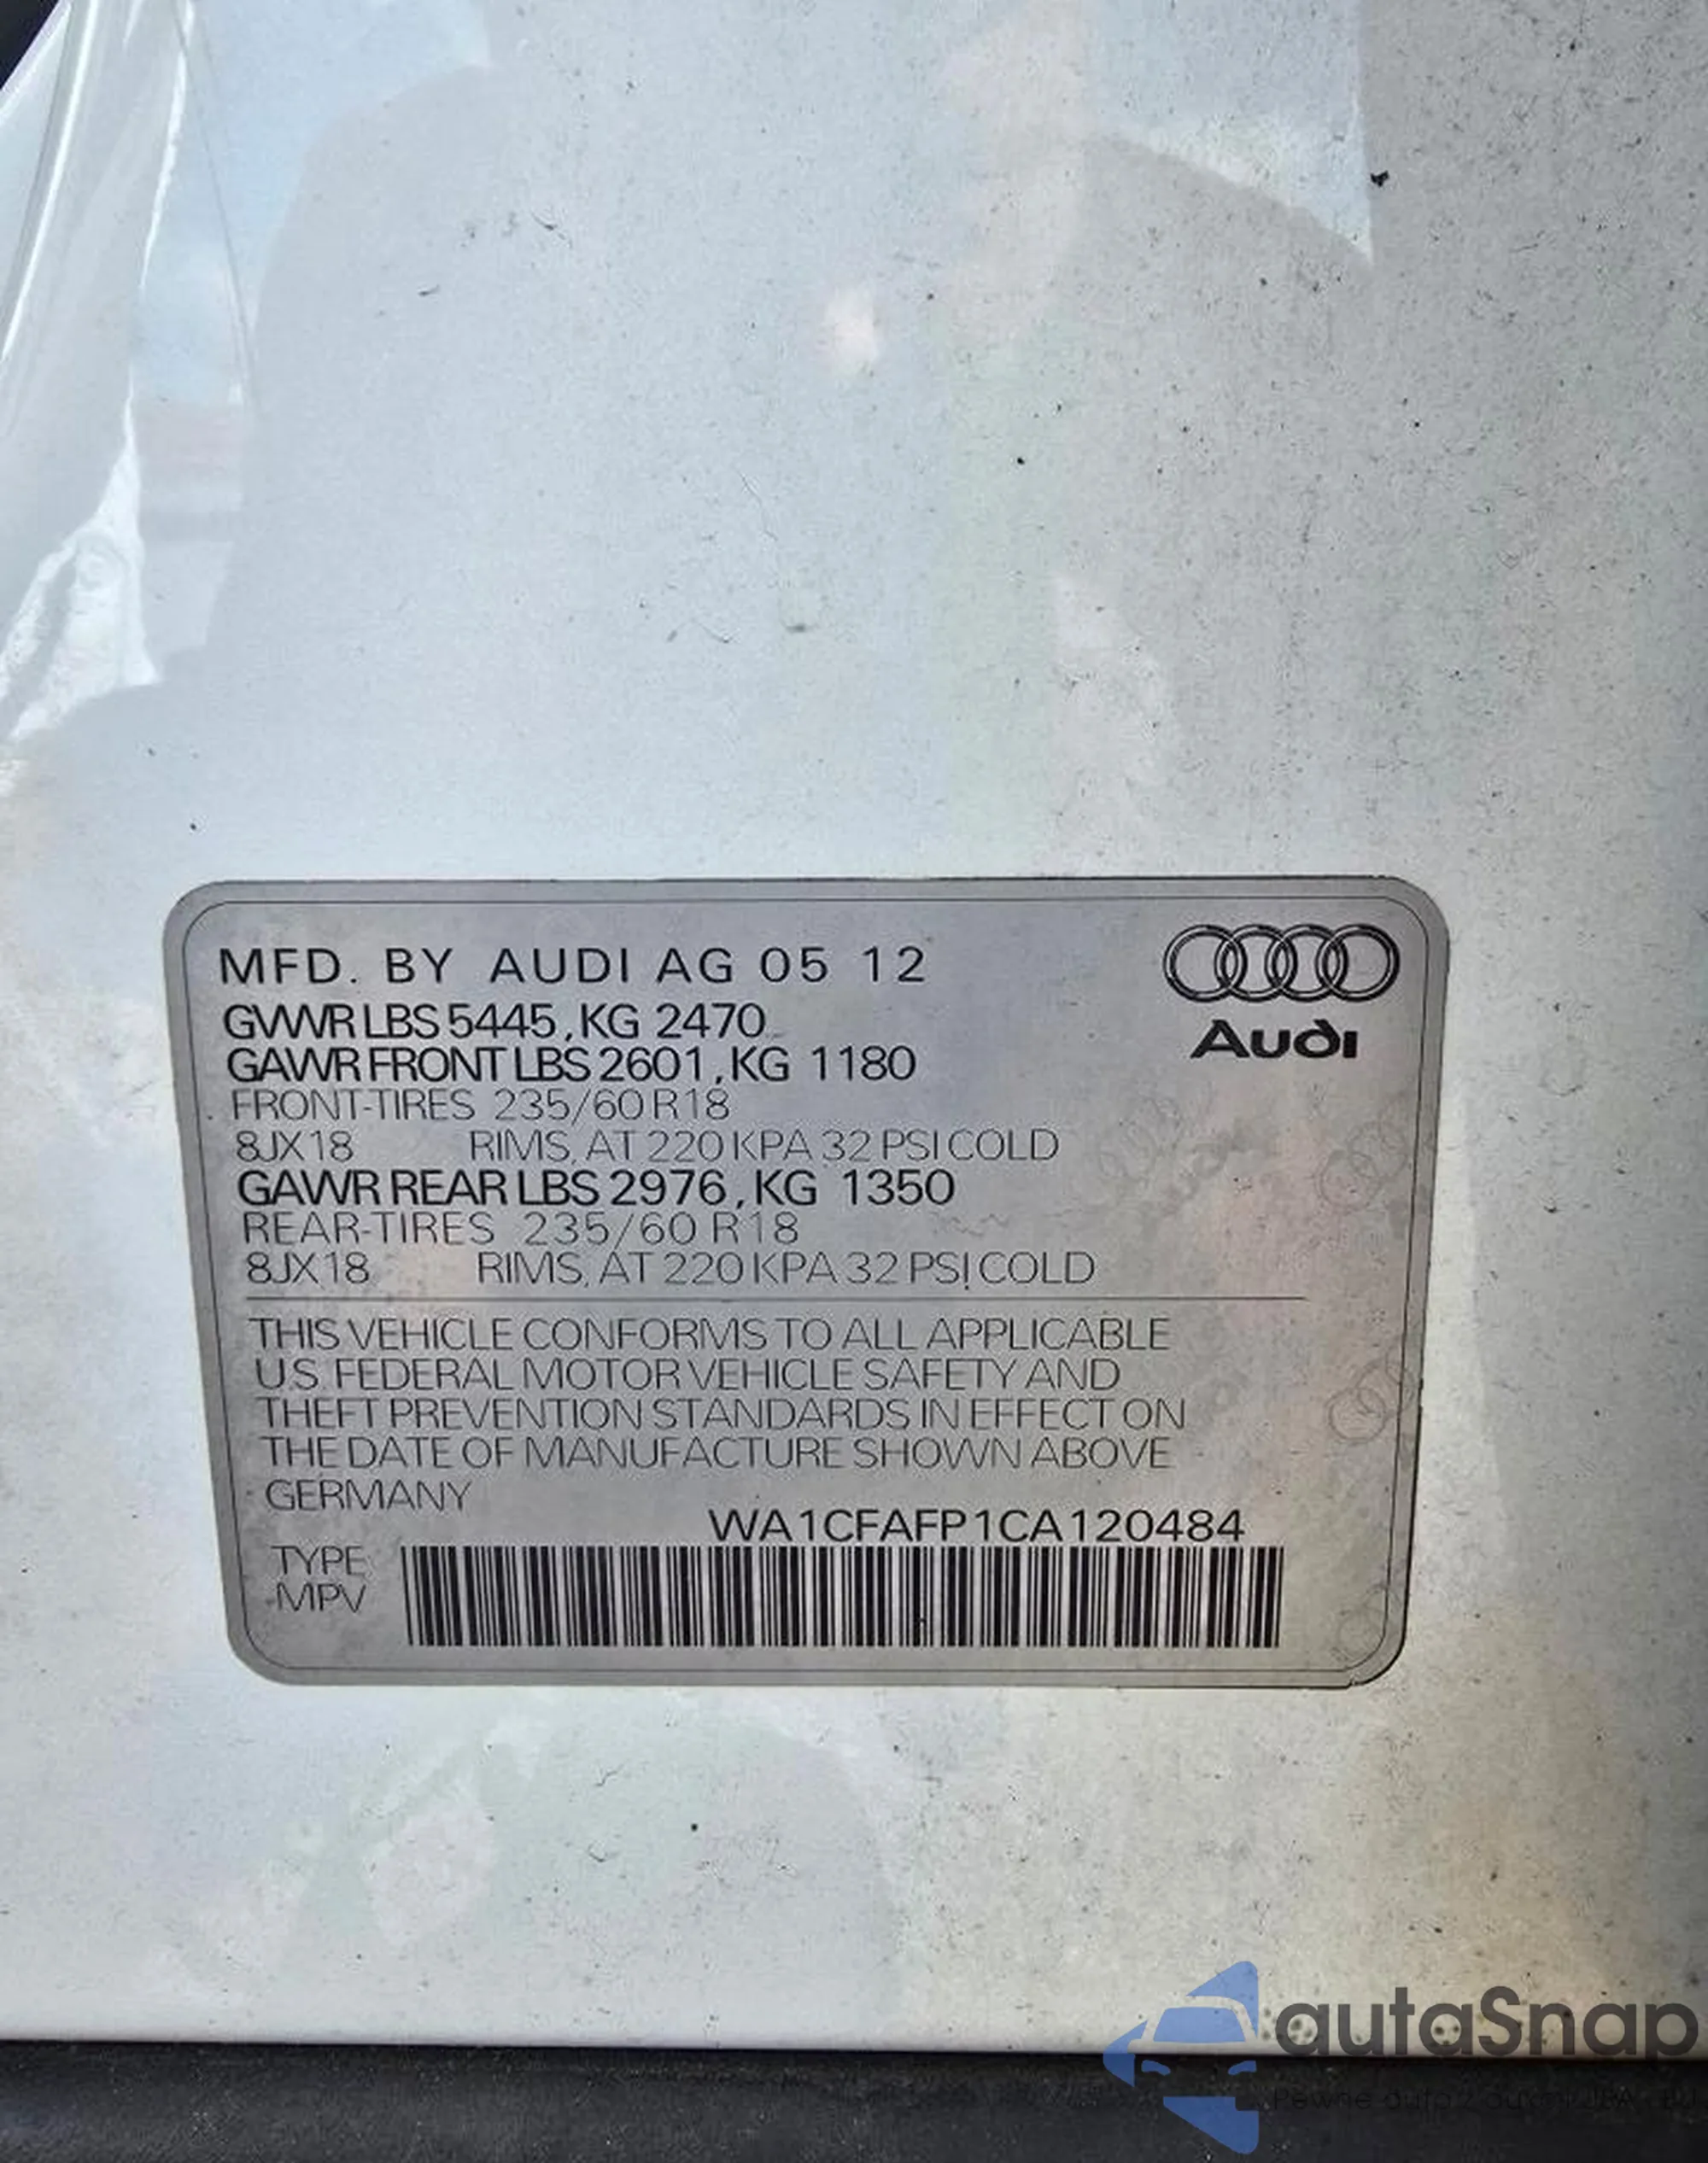 MFD. BY AUDI AG 05 12
Audi
GVWR LBS 5445, KG 2470
GAWR FRONT LBS 2601, KG 1180
FRONT-TIRES 235/60 R18
8JX18 RIMS, AT 220 KPA 32 PSI COLD
GAWR REAR LBS 2976, KG 1350
REAR-TIRES 235/60 R18
8JX18 RIMS, AT 220 KPA 32 PSI COLD
THIS VEHICLE CONFORMS TO ALL APPLICABLE
U.S. FEDERAL MOTOR VEHICLE SAFETY AND
THEFT PREVENTION STANDARDS IN EFFECT ON
THE DATE OF MANUFACTURE SHOWN ABOVE
GERMANY
WA1CFAFP1CA120484
TYPE
MPV
autaSnap
Pewne auta z